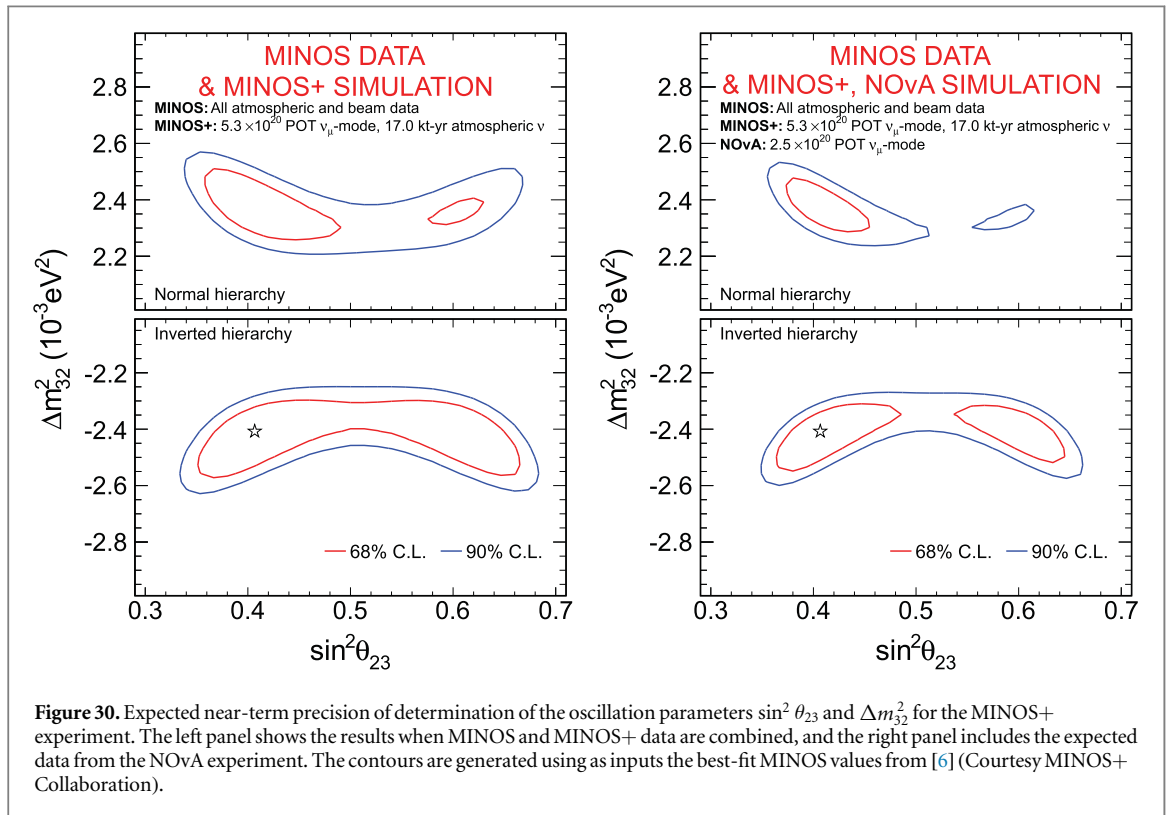 MINOS DATA
& MINOS+ SIMULATION
MINOS: All atmospheric and beam data
MINOS+: 5.3 ×10²⁰ POT νμ-mode, 17.0 kt-yr atmospheric ν
2.8
2.6
2.4
2.2
Normal hierarchy
Inverted hierarchy
-2.2
-2.4
-2.6
-2.8
Δm²₃₂ (10⁻³eV²)
68% C.L. 90% C.L.
0.3 0.4 0.5 0.6 0.7
sin²θ₂₃
MINOS DATA
& MINOS+, NOvA SIMULATION
MINOS: All atmospheric and beam data
MINOS+: 5.3 ×10²⁰ POT νμ-mode, 17.0 kt-yr atmospheric ν
NOvA: 2.5 ×10²⁰ POT νμ-mode
2.8
2.6
2.4
2.2
Normal hierarchy
Inverted hierarchy
-2.2
-2.4
-2.6
-2.8
Δm²₃₂ (10⁻³eV²)
68% C.L. 90% C.L.
0.3 0.4 0.5 0.6 0.7
sin²θ₂₃
Figure 30. Expected near-term precision of determination of the oscillation parameters sin² θ₂₃ and Δm²₃₂ for the MINOS+
experiment. The left panel shows the results when MINOS and MINOS+ data are combined, and the right panel includes the expected
data from the NOvA experiment. The contours are generated using as inputs the best-fit MINOS values from [6] (Courtesy MINOS+
Collaboration).